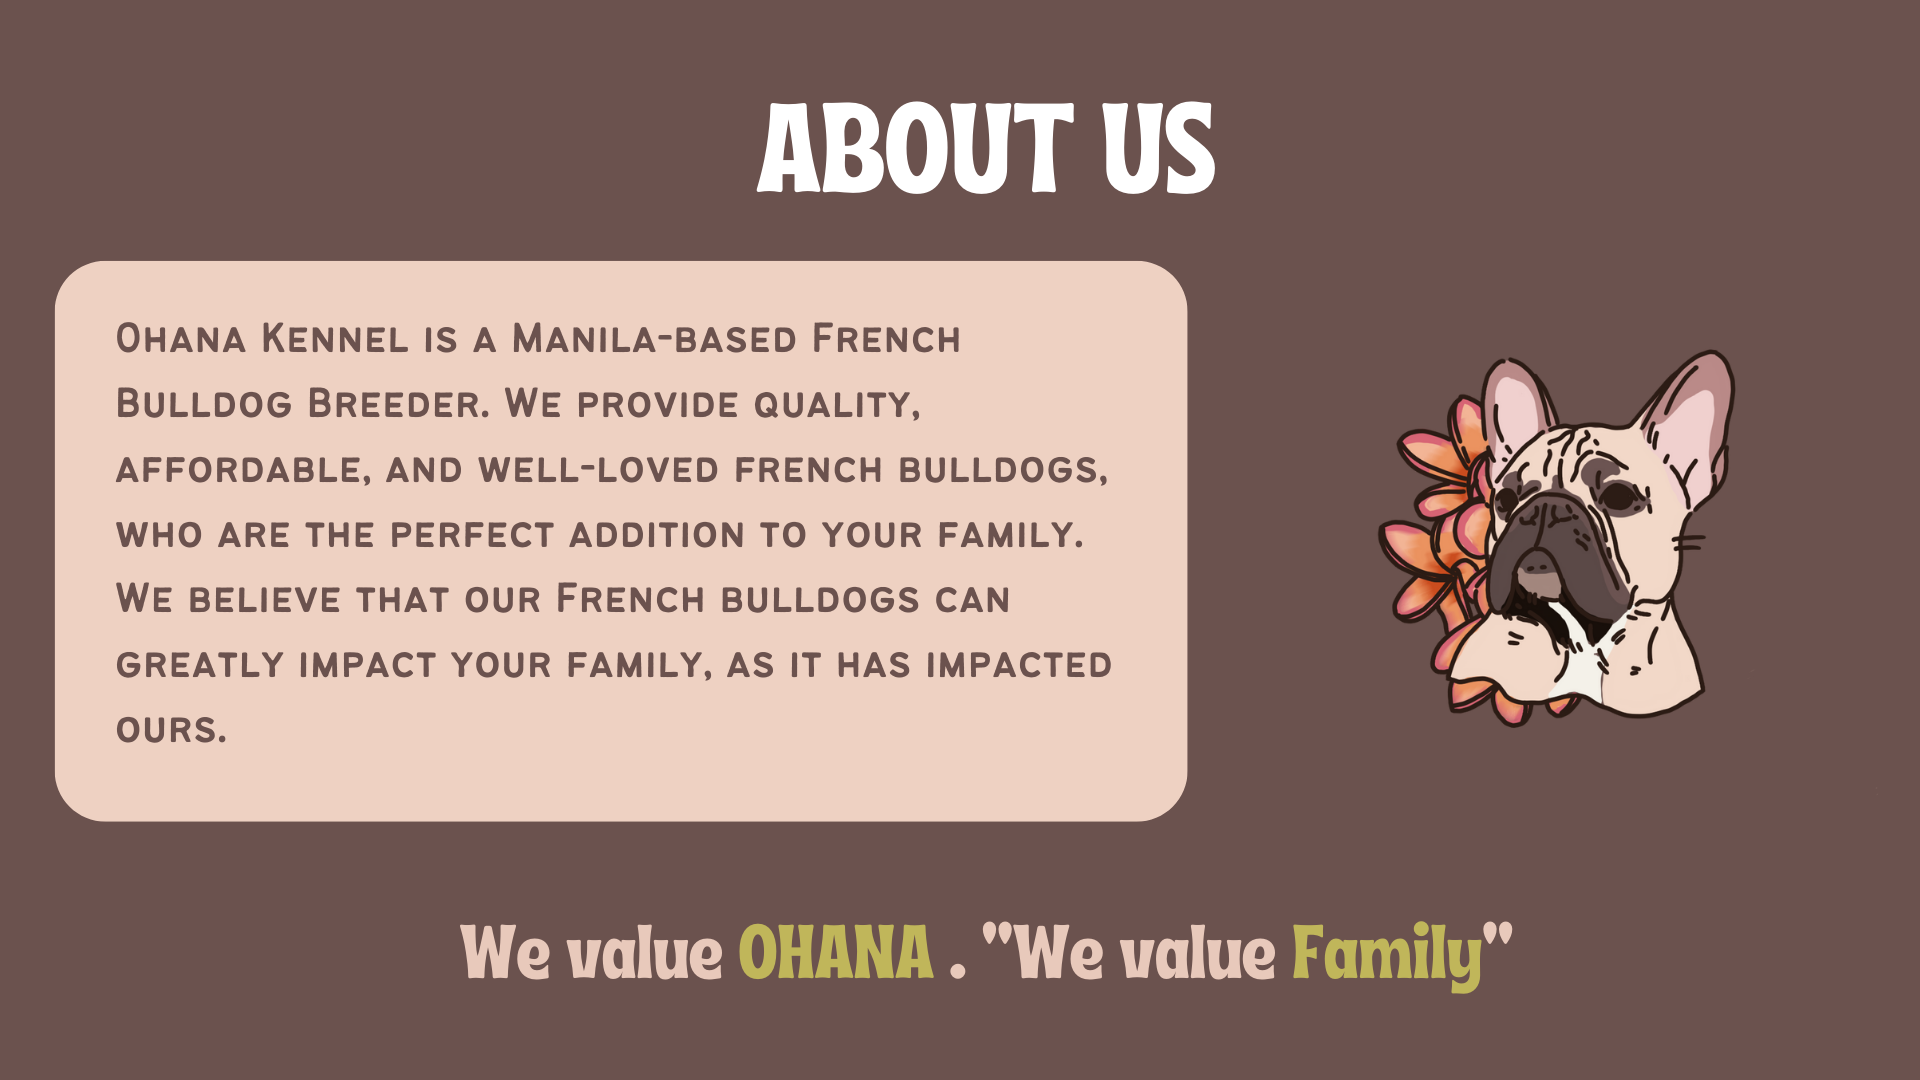 ABOUT US
Ohana Kennel is a Manila-based French
Bulldog Breeder. We provide quality,
affordable, and well-loved french bulldogs,
who are the perfect addition to your family.
We believe that our French bulldogs can
greatly impact your family, as it has impacted
ours.
We value OHANA . "We value Family"